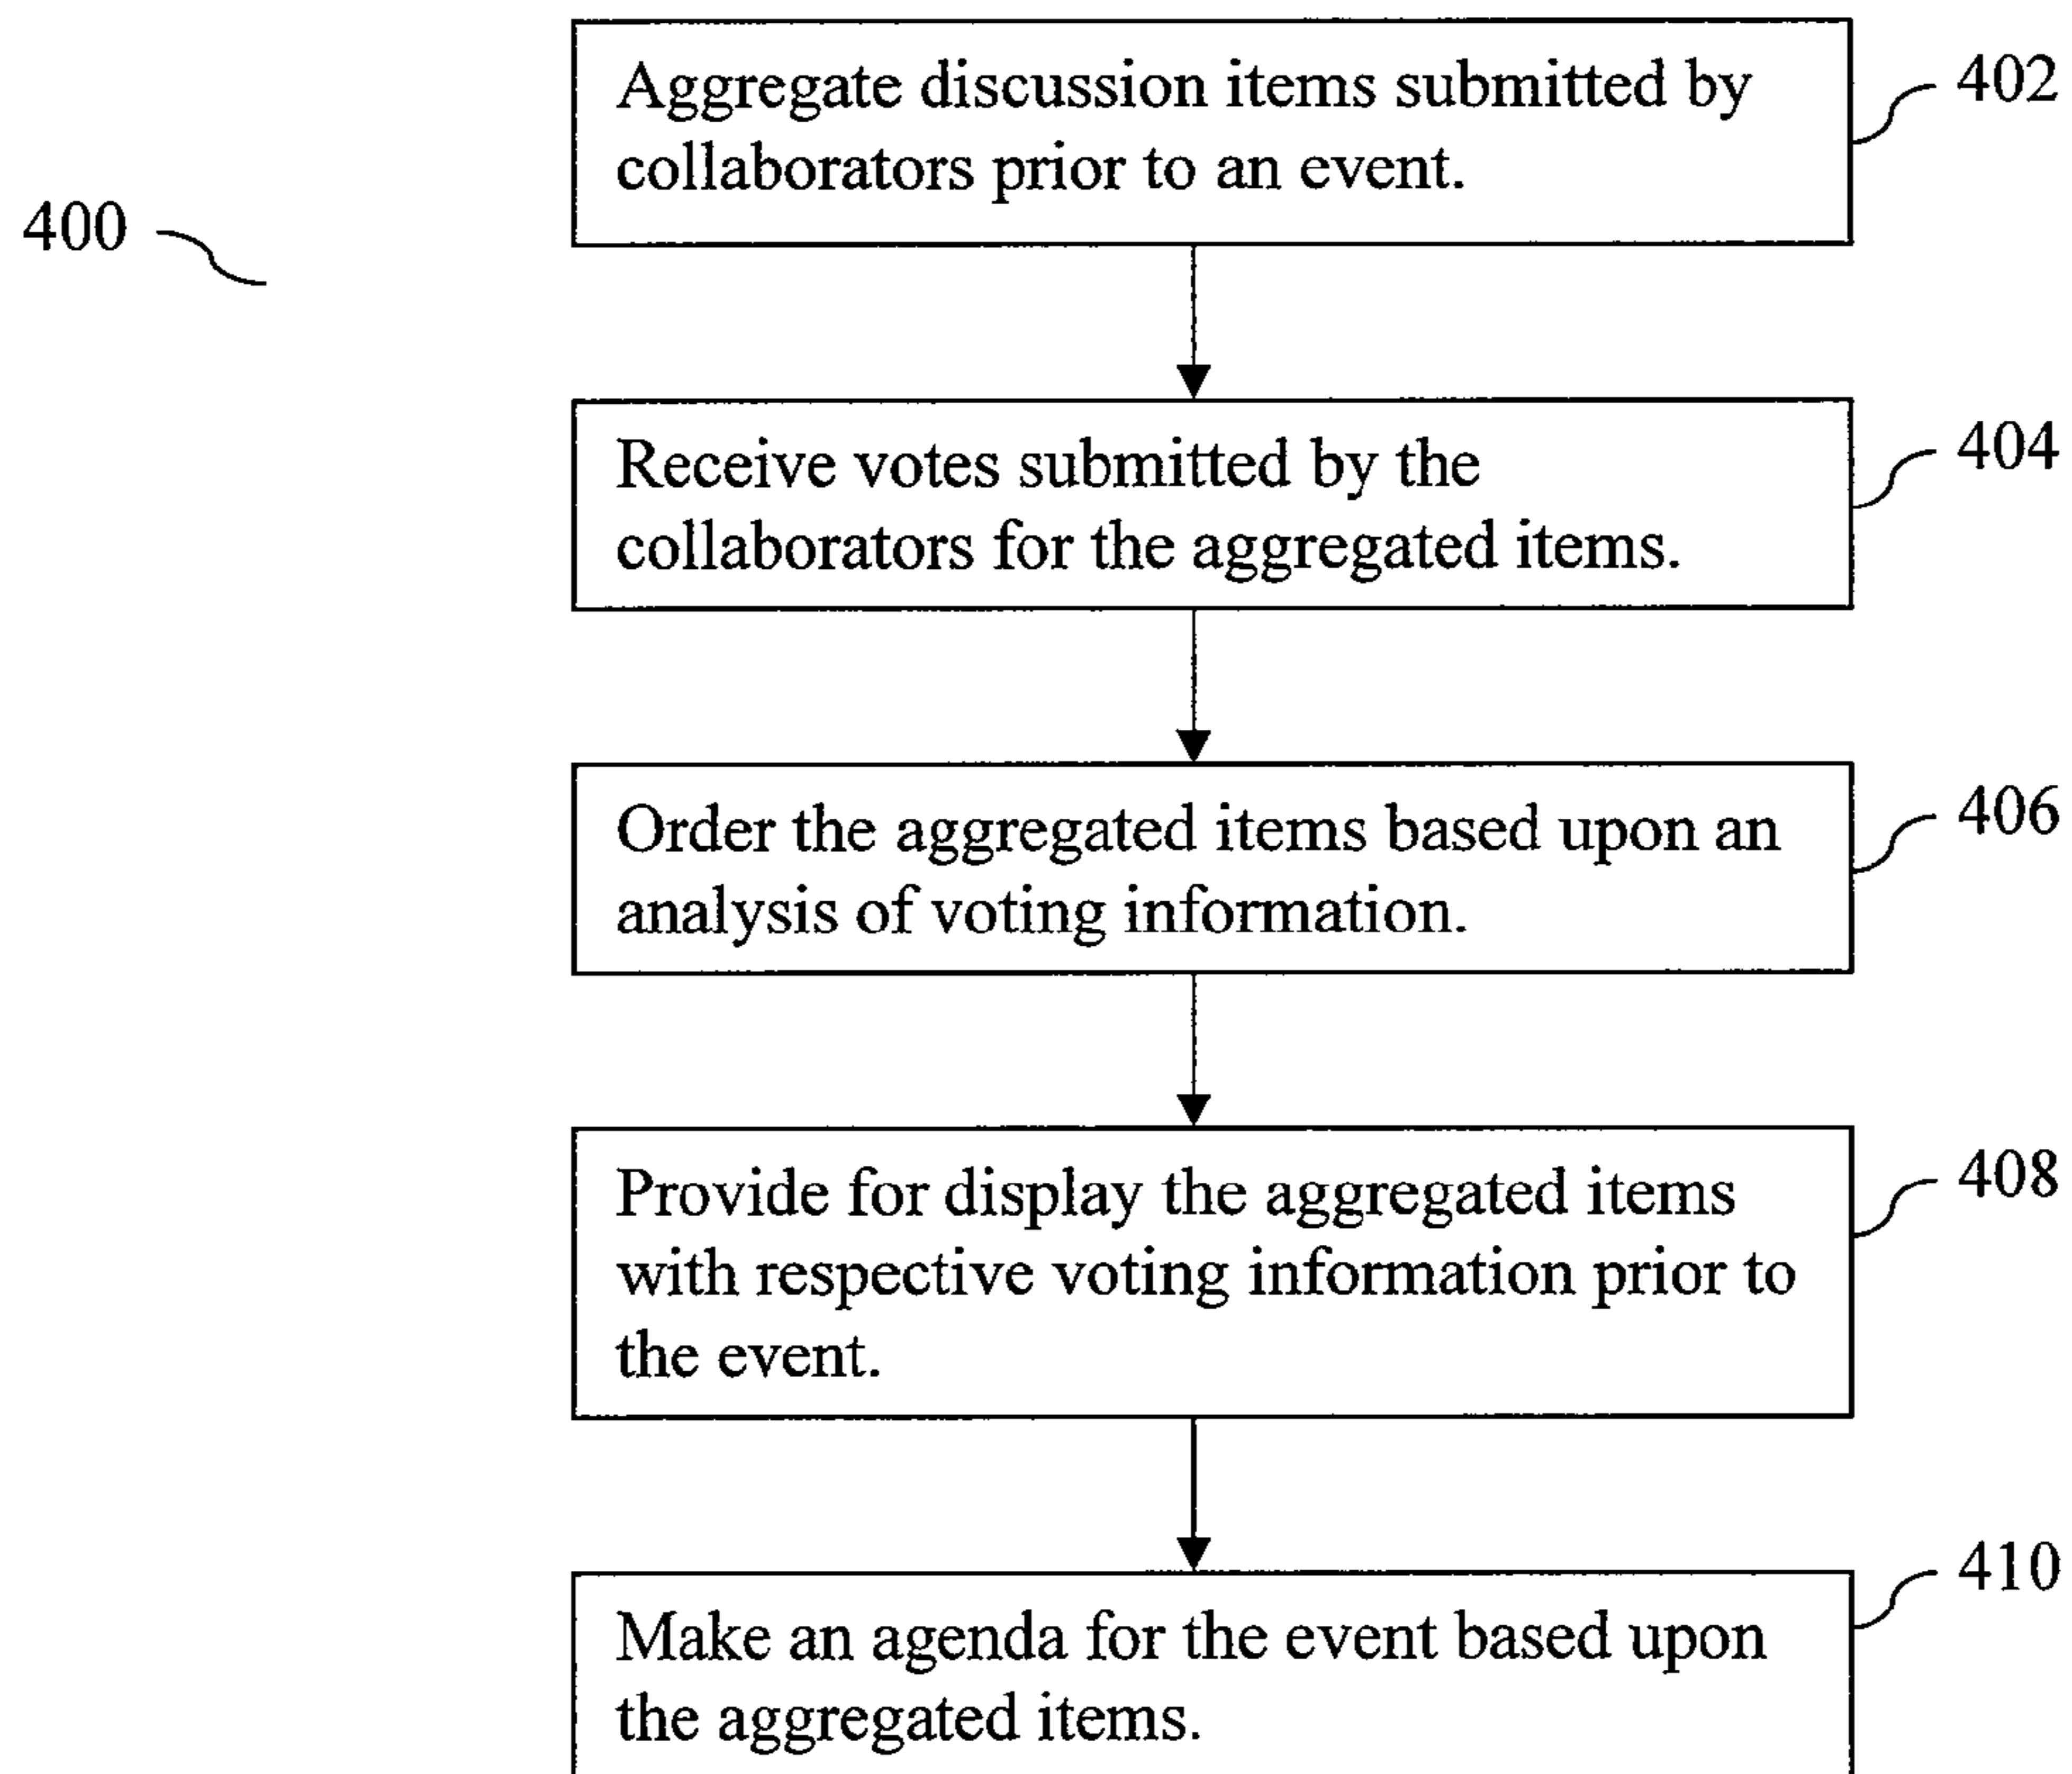 Aggregate discussion items submitted by
collaborators prior to an event.
402
400
Receive votes submitted by the
collaborators for the aggregated items.
404
Order the aggregated items based upon an
analysis of voting information.
406
Provide for display the aggregated items
with respective voting information prior to
the event.
408
Make an agenda for the event based upon
the aggregated items.
410